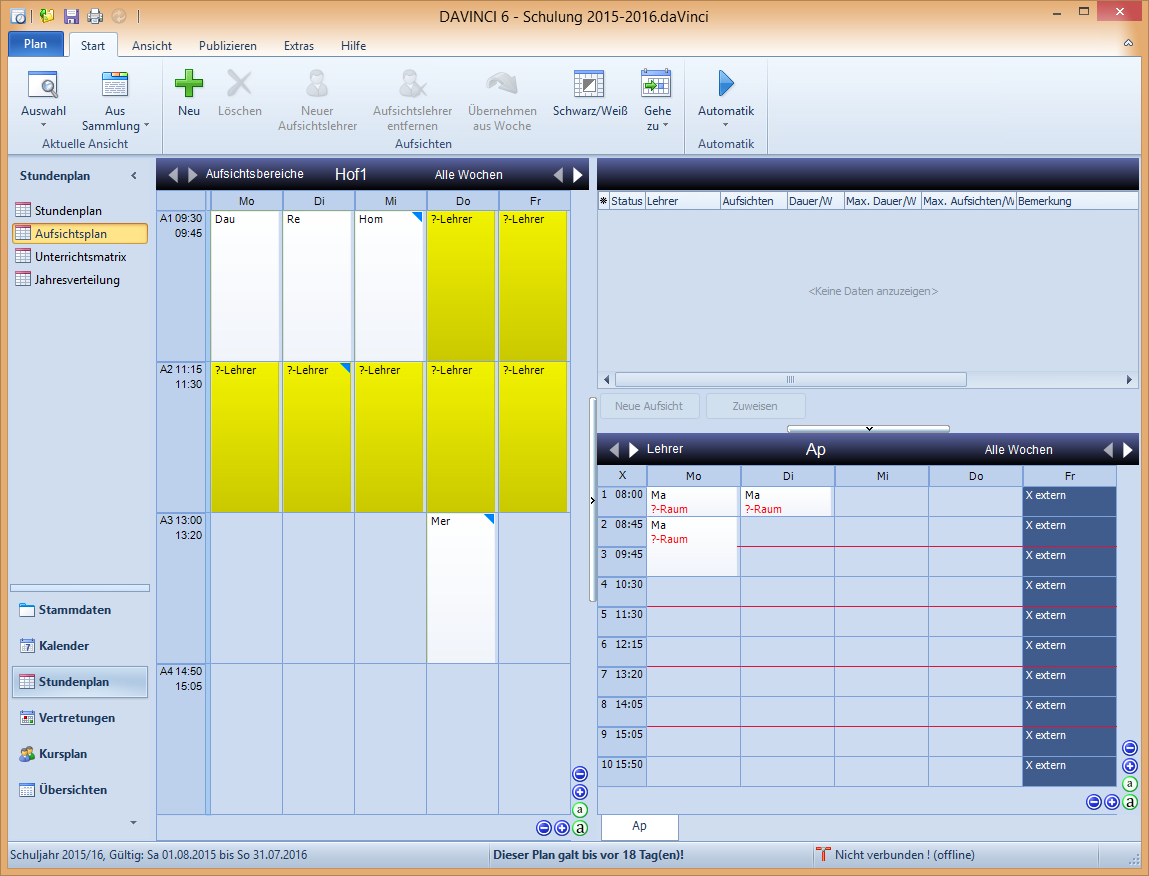 DAVINCI 6 - Schulung 2015-2016.daVinci
Plan Start Ansicht Publizieren Extras Hilfe
Auswahl
Aus Sammlung
Aktuelle Ansicht
Neu
Löschen
Neuer Aufsichtslehrer
Aufsichtslehrer entfernen
Übernehmen aus Woche
Schwarz/Weiß
Gehe zu
Aufsichten
Automatik
Automatik
Stundenplan
Stundenplan
Aufsichtsplan
Unterrichtsmatrix
Jahresverteilung
Stammdaten
7 Kalender
Stundenplan
Vertretungen
Kursplan
Übersichten
Aufsichtsbereiche Hof1 Alle Wochen
Mo Di Mi Do Fr
A1 09:30 Dau Re Hom ?-Lehrer ?-Lehrer
09:45
A2 11:15 ?-Lehrer ?-Lehrer ?-Lehrer ?-Lehrer ?-Lehrer
11:30
A3 13:00 Mer
13:20
A4 14:50
15:05
a
a
Status Lehrer Aufsichten Dauer/W Max. Dauer/W Max. Aufsichten/W Bemerkung
<Keine Daten anzuzeigen>
Neue Aufsicht Zuweisen
Lehrer Ap Alle Wochen
X Mo Di Mi Do Fr
1 08:00 Ma Ma X extern
?-Raum ?-Raum
2 08:45 Ma X extern
?-Raum
3 09:45 X extern
4 10:30 X extern
5 11:30 X extern
6 12:15 X extern
7 13:20 X extern
8 14:05 X extern
9 15:05 X extern
10 15:50 X extern
a
a
Ap
Schuljahr 2015/16, Gültig: Sa 01.08.2015 bis So 31.07.2016 Dieser Plan galt bis vor 18 Tag(en)! Nicht verbunden ! (offline)